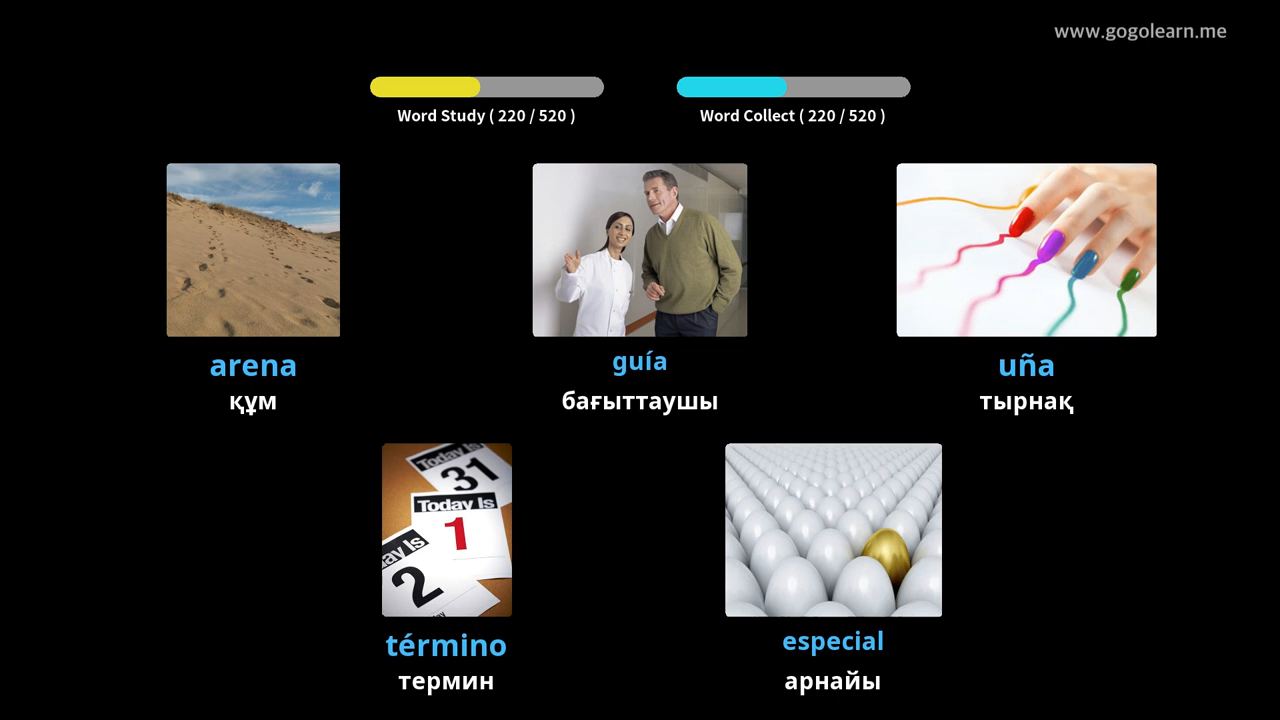 www.gogolearn.me
Word Study ( 220 / 520 )
Word Collect ( 220 / 520 )
arena
құм
guía
бағыттаушы
uña
тырнақ
Today Is
31
Today Is
1
ay Is
2
término
термин
especial
арнайы